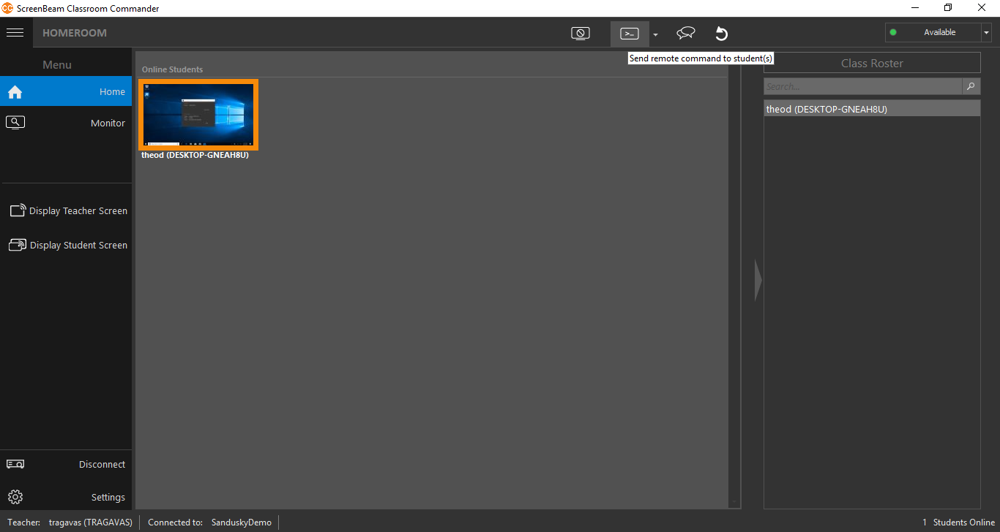 ScreenBeam Classroom Commander
HOMEROOM
Available
Send remote command to student(s)
Menu
Home
Monitor
Display Teacher Screen
Display Student Screen
Disconnect
Settings
Online Students
theod (DESKTOP-GNEAH8U)
Class Roster
Search...
theod (DESKTOP-GNEAH8U)
Teacher: tragavas (TRAGAVAS) Connected to: SanduskyDemo 1 Students Online